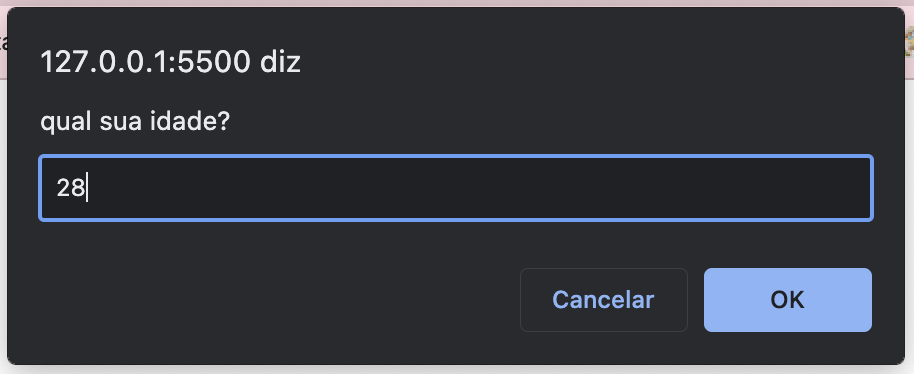 127.0.0.1:5500 diz
qual sua idade?
28
Cancelar
OK